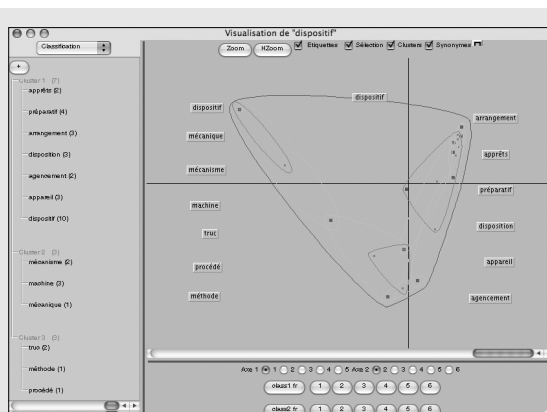 Visualisation de "dispositif"
Classification
Zoom
HZoom
Etiquettes
Sélection
Clusters
Synonymes
+
Cluster 1 (7)
apprêts (2)
préparatif (4)
arrangement (3)
disposition (3)
agencement (2)
appareil (3)
dispositif (10)
Cluster 2 (3)
mécanisme (2)
machine (3)
mécanique (1)
Cluster 3 (3)
truc (2)
méthode (1)
procédé (1)
dispositif
dispositif
mécanique
mécanisme
machine
truc
procédé
méthode
arrangement
apprêts
préparatif
disposition
appareil
agencement
Axe 1 1 2 3 4 5 Axe 2 2 3 4 5 6
class1 fr 1 2 3 4 5 6
class2 fr 1 2 3 4 5 6